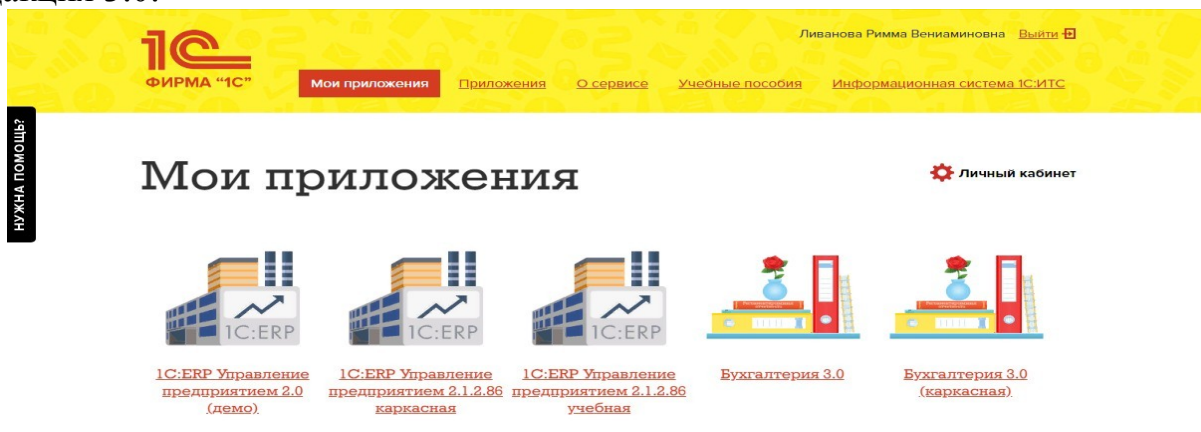 3.0.
1С
ФИРМА “1С”
Ливанова Римма Вениаминовна Выйти
Мои приложения Приложения О сервисе Учебные пособия Информационная система 1С:ИТС
НУЖНА ПОМОЩЬ?
Мои приложения
Личный кабинет
1С:ERP
1С:ERP
1С:ERP
1С:ERP Управление предприятием 2.0 (демо)
1С:ERP Управление предприятием 2.1.2.86 каркасная
1С:ERP Управление предприятием 2.1.2.86 учебная
Бухгалтерия 3.0
Бухгалтерия 3.0 (каркасная)